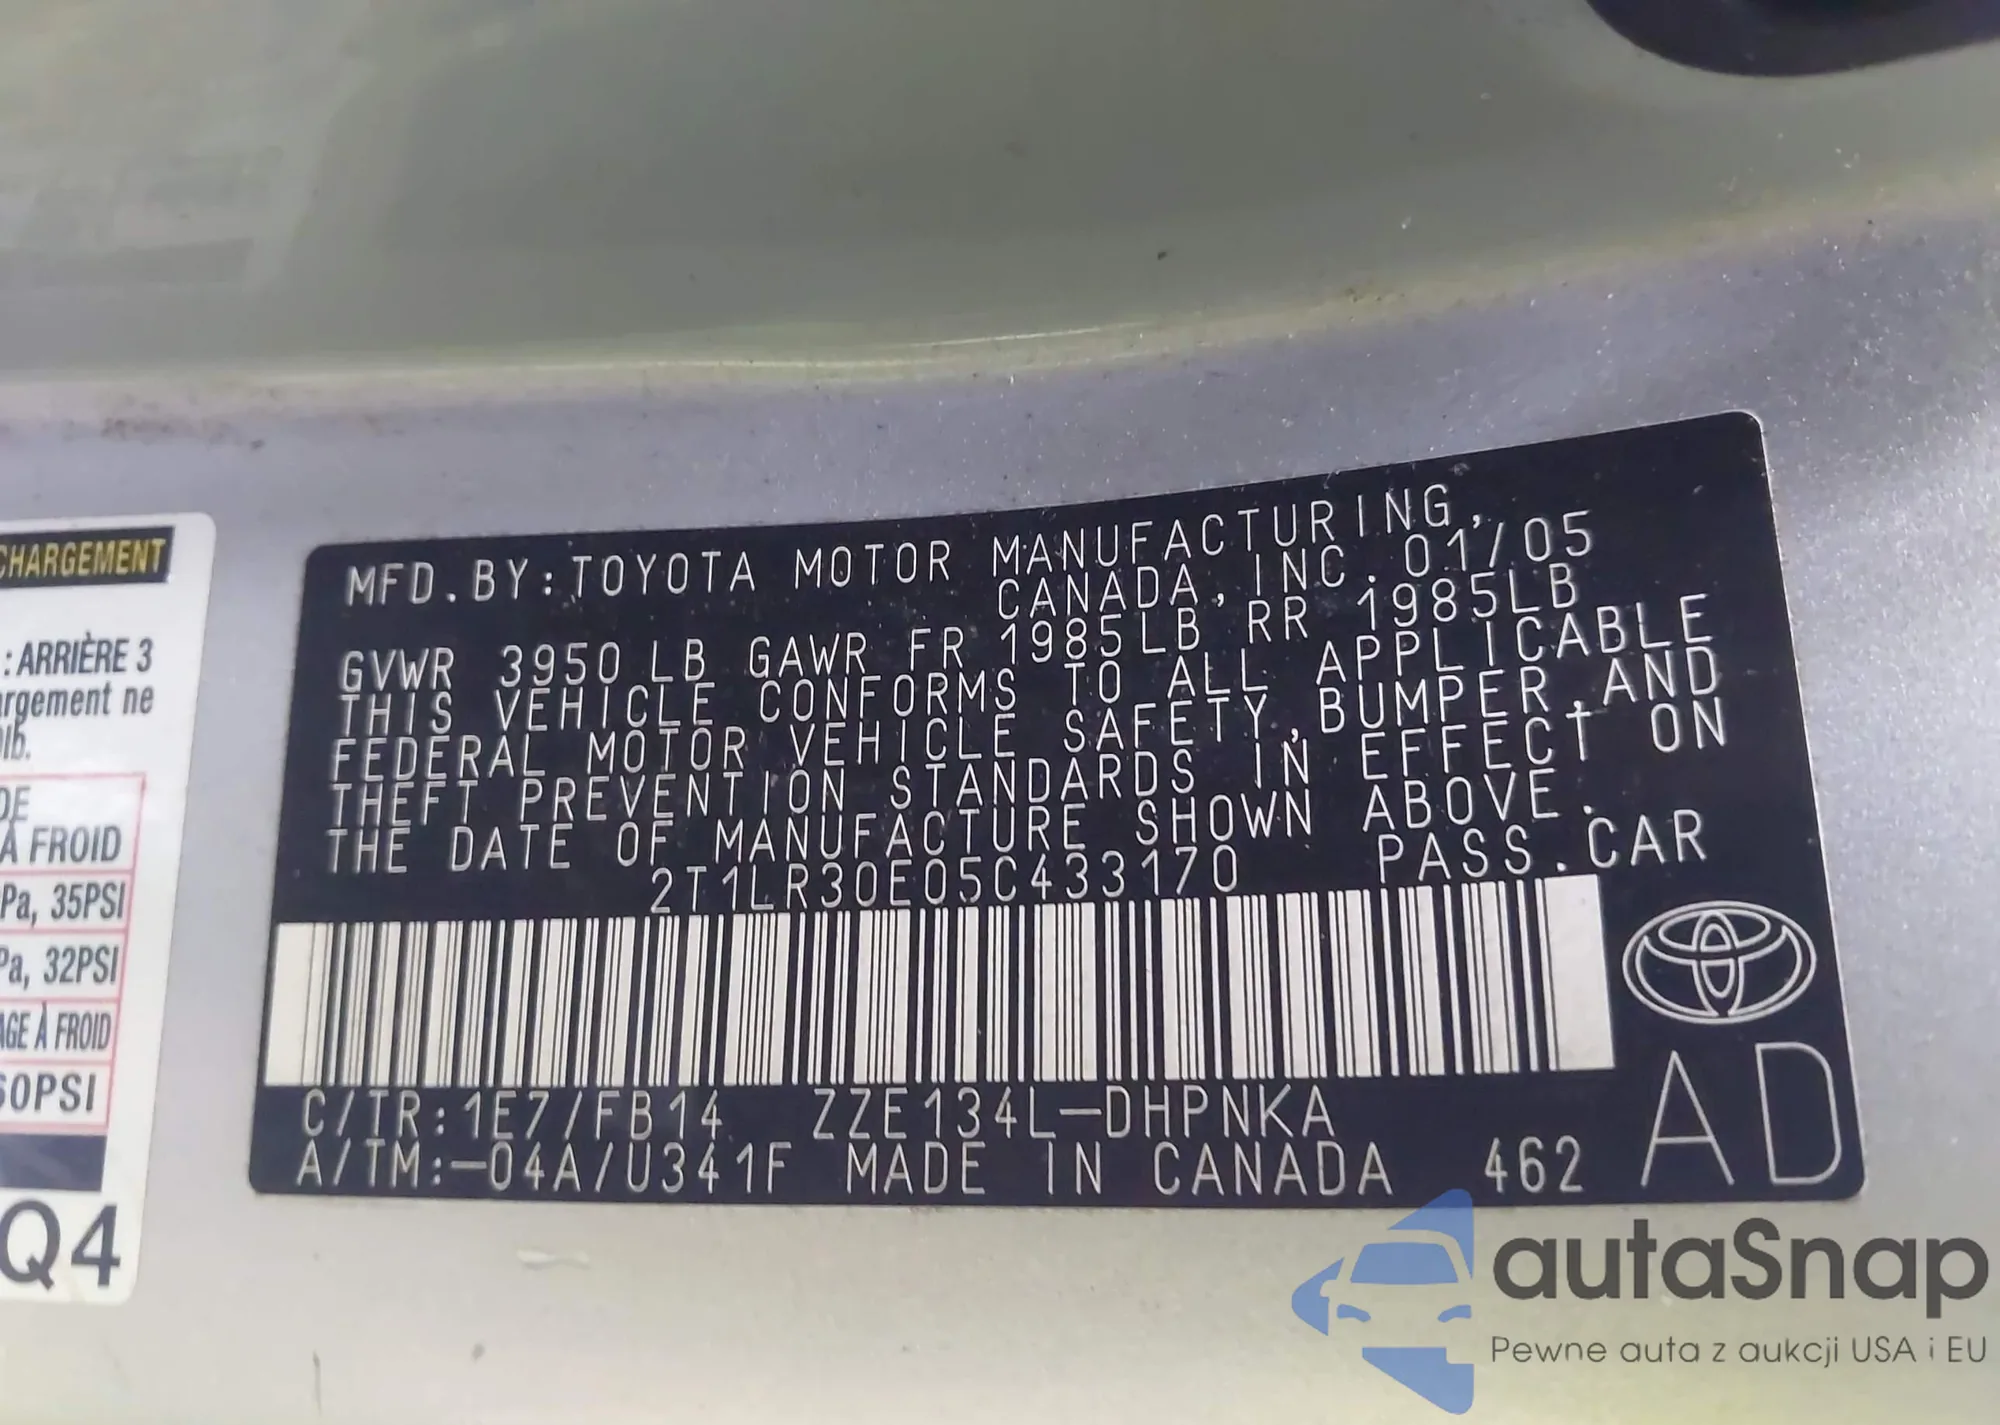 CHARGEMENT
: ARRIÈRE 3
rgement ne
lb.
DE
À FROID
Pa, 35PSI
Pa, 32PSI
AGE À FROID
60PSI
Q4
MFD.BY:TOYOTA MOTOR MANUFACTURING,
CANADA, INC. 01/05
GVWR 3950 LB GAWR FR 1985LB RR 1985LB
THIS VEHICLE CONFORMS TO ALL APPLICABLE
FEDERAL MOTOR VEHICLE SAFETY,BUMPER,AND
THEFT PREVENTION STANDARDS IN EFFECT ON
THE DATE OF MANUFACTURE SHOWN ABOVE.
2T1LR30E05C433170 PASS.CAR
C/TR:1E7/FB14 ZZE134L-DHPNKA
A/TM:-04A/U341F MADE IN CANADA 462
AD
autaSnap
Pewne auta z aukcji USA i EU